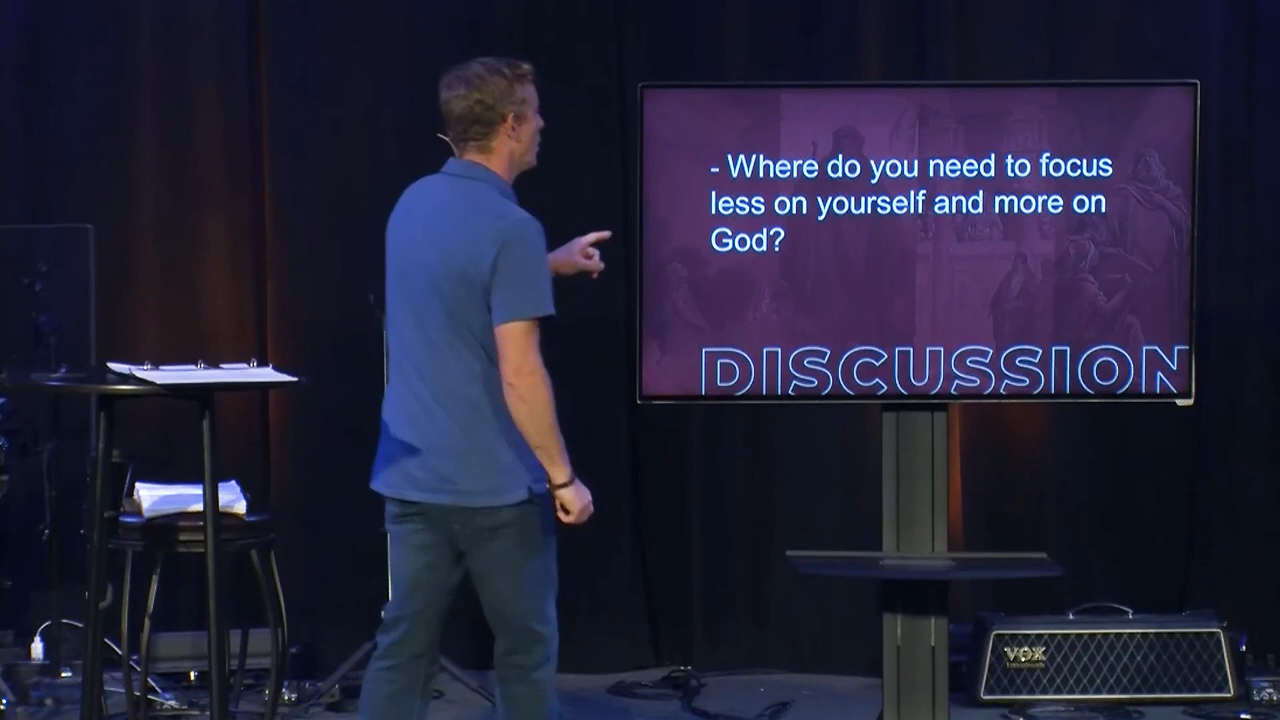 - Where do you need to focus
less on yourself and more on
God?
DISCUSSION
VOX